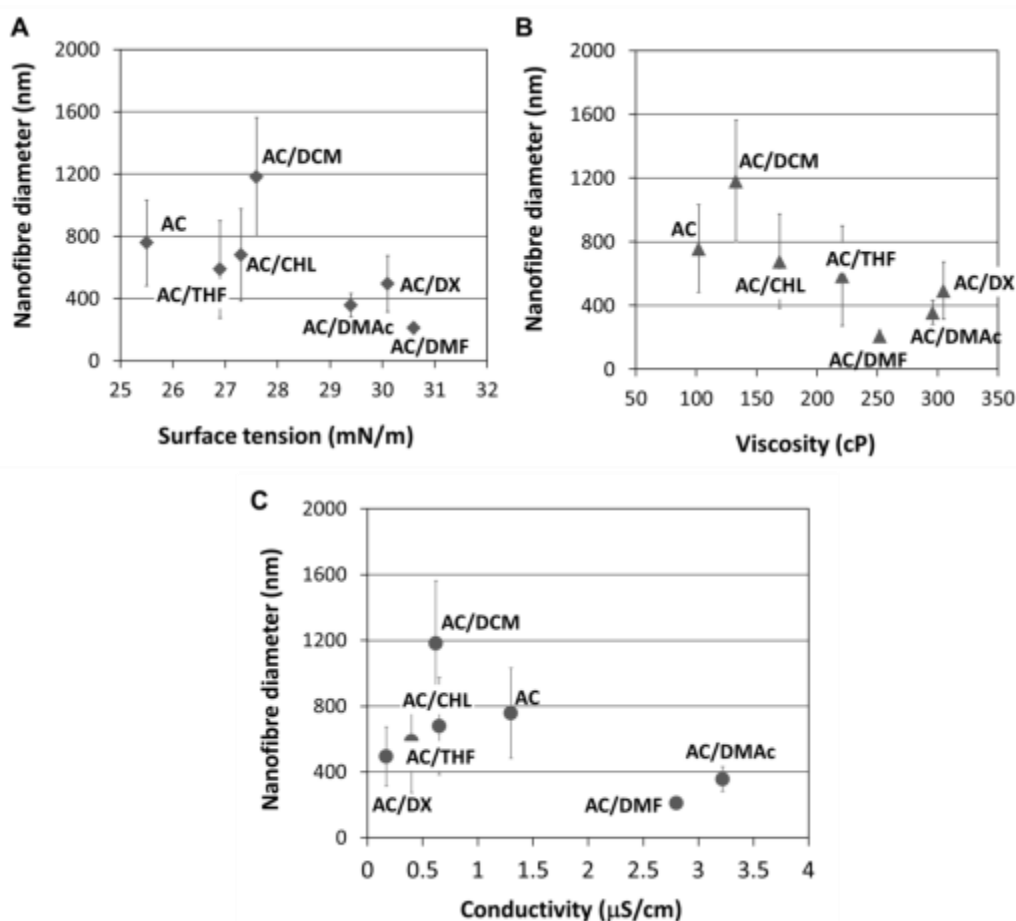 A
Nanofibre diameter (nm)
2000
1600
1200
800
400
0
AC/DCM
AC
AC/CHL
AC/THF
AC/DX
AC/DMAc
AC/DMF
25 26 27 28 29 30 31 32
Surface tension (mN/m)
B
Nanofibre diameter (nm)
2000
1600
1200
800
400
0
AC/DCM
AC
AC/THF
AC/CHL
AC/DX
AC/DMAc
AC/DMF
50 100 150 200 250 300 350
Viscosity (cP)
C
Nanofibre diameter (nm)
2000
1600
1200
800
400
0
AC/DCM
AC/CHL
AC
AC/THF
AC/DMAc
AC/DX
AC/DMF
0 0.5 1 1.5 2 2.5 3 3.5 4
Conductivity (µS/cm)